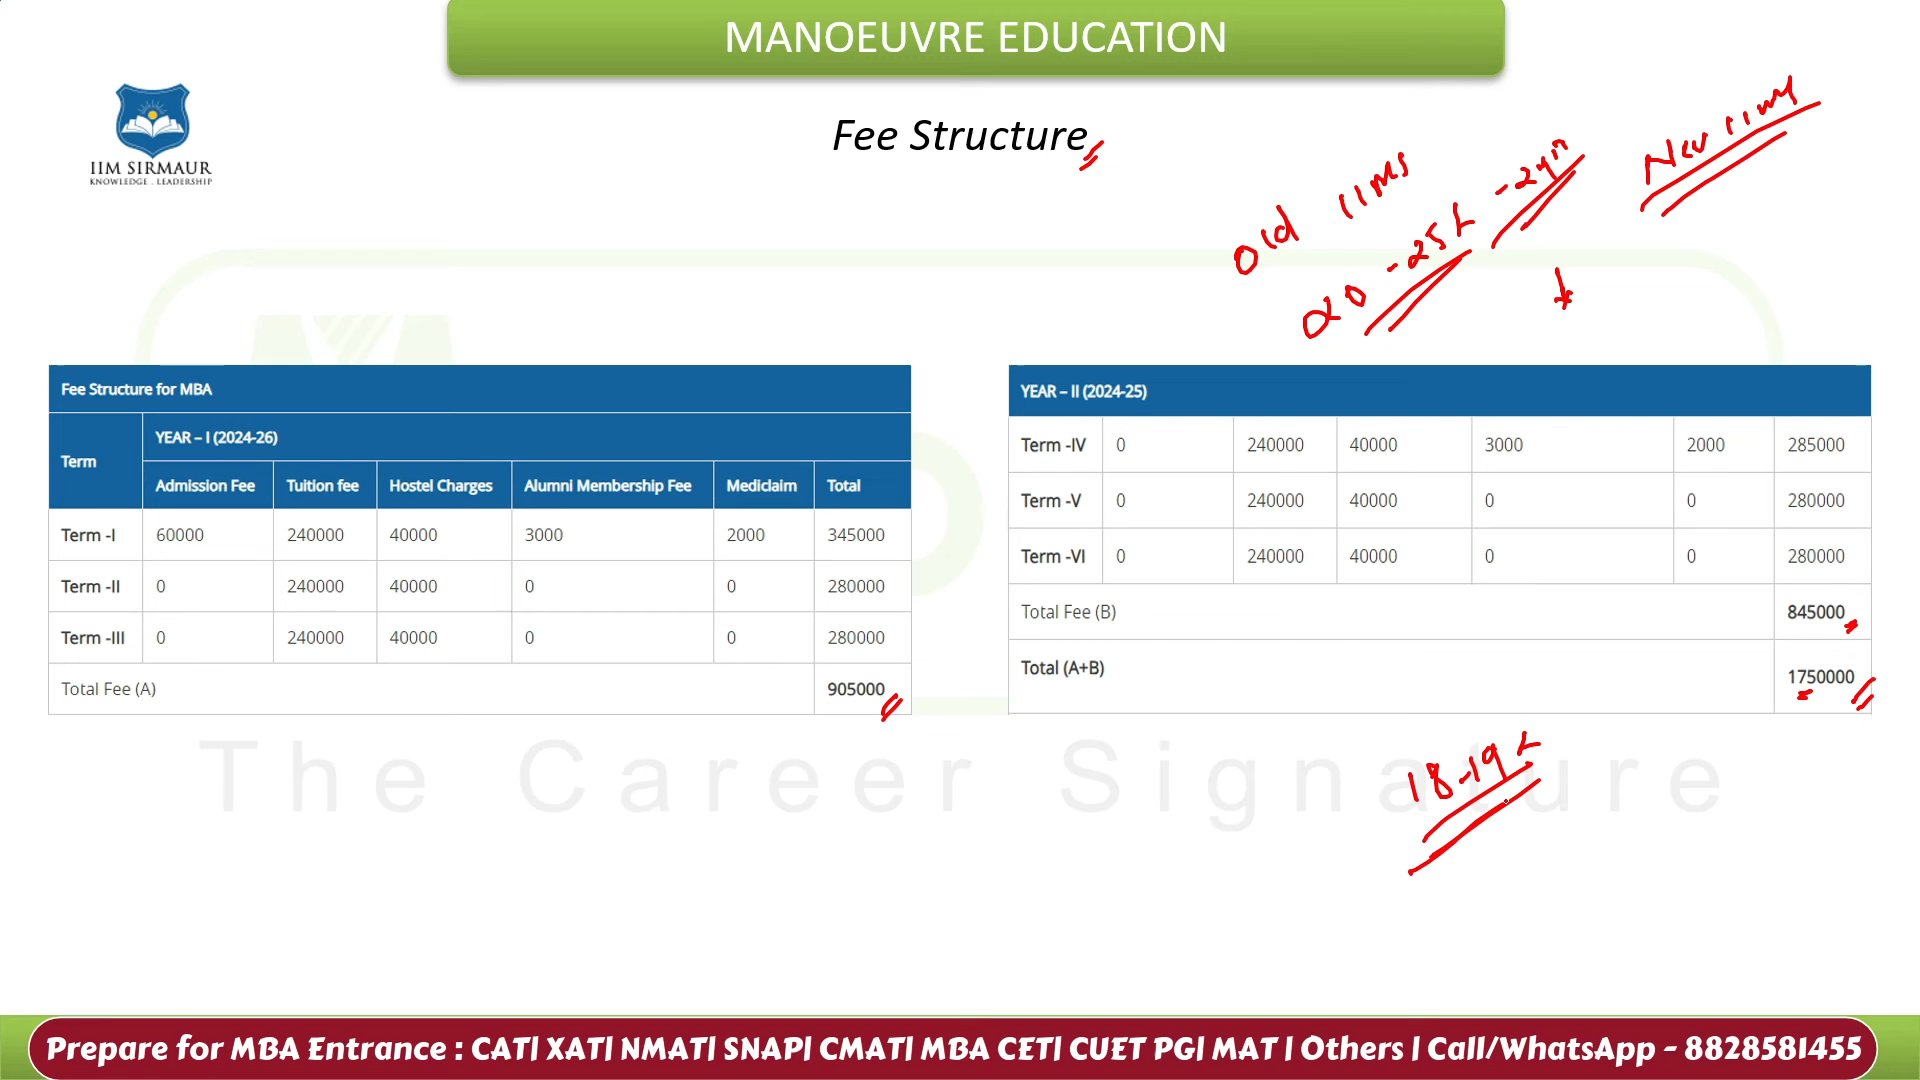 MANOEUVRE EDUCATION
IIM SIRMAUR
KNOWLEDGE . LEADERSHIP
Fee Structure
Old IIMs
20 -25L -2yr
New IIMs
Fee Structure for MBA
Term
YEAR – I (2024-26)
Admission Fee Tuition fee Hostel Charges Alumni Membership Fee Mediclaim Total
Term -I 60000 240000 40000 3000 2000 345000
Term -II 0 240000 40000 0 0 280000
Term -III 0 240000 40000 0 0 280000
Total Fee (A) 905000
YEAR – II (2024-25)
Term -IV 0 240000 40000 3000 2000 285000
Term -V 0 240000 40000 0 0 280000
Term -VI 0 240000 40000 0 0 280000
Total Fee (B) 845000
Total (A+B) 1750000
18-19 L
The Career Signature
Prepare for MBA Entrance : CAT| XAT| NMAT| SNAP| CMAT| MBA CET| CUET PG| MAT | Others | Call/WhatsApp - 8828581455